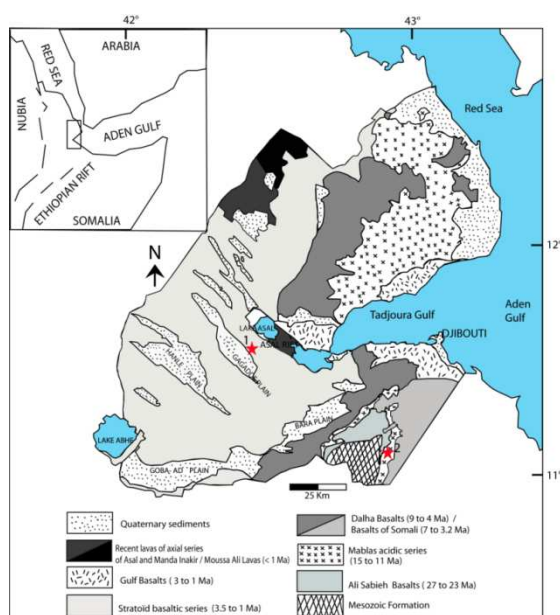 42°
43°
ARABIA
RED SEA
NUBIA
ADEN GULF
ETHIOPIAN RIFT
SOMALIA
Red Sea
N
12°
Tadjoura Gulf
Aden
Gulf
DJIBOUTI
1
GAGADE PLAIN
HANLE PLAIN
BARA PLAIN
LAKE ABHE
GOBA- AD PLAIN
2
11°
25 Km
Quaternary sediments
Recent lavas of axial series
of Asal and Manda Inakir / Moussa Ali Lavas (< 1 Ma)
Gulf Basalts ( 3 to 1 Ma)
Stratoïd basaltic series (3.5 to 1 Ma)
Dalha Basalts (9 to 4 Ma) /
Basalts of Somali (7 to 3.2 Ma)
Mablas acidic series
(15 to 11 Ma)
Ali Sabieh Basalts (27 to 23 Ma)
Mesozoic Formation